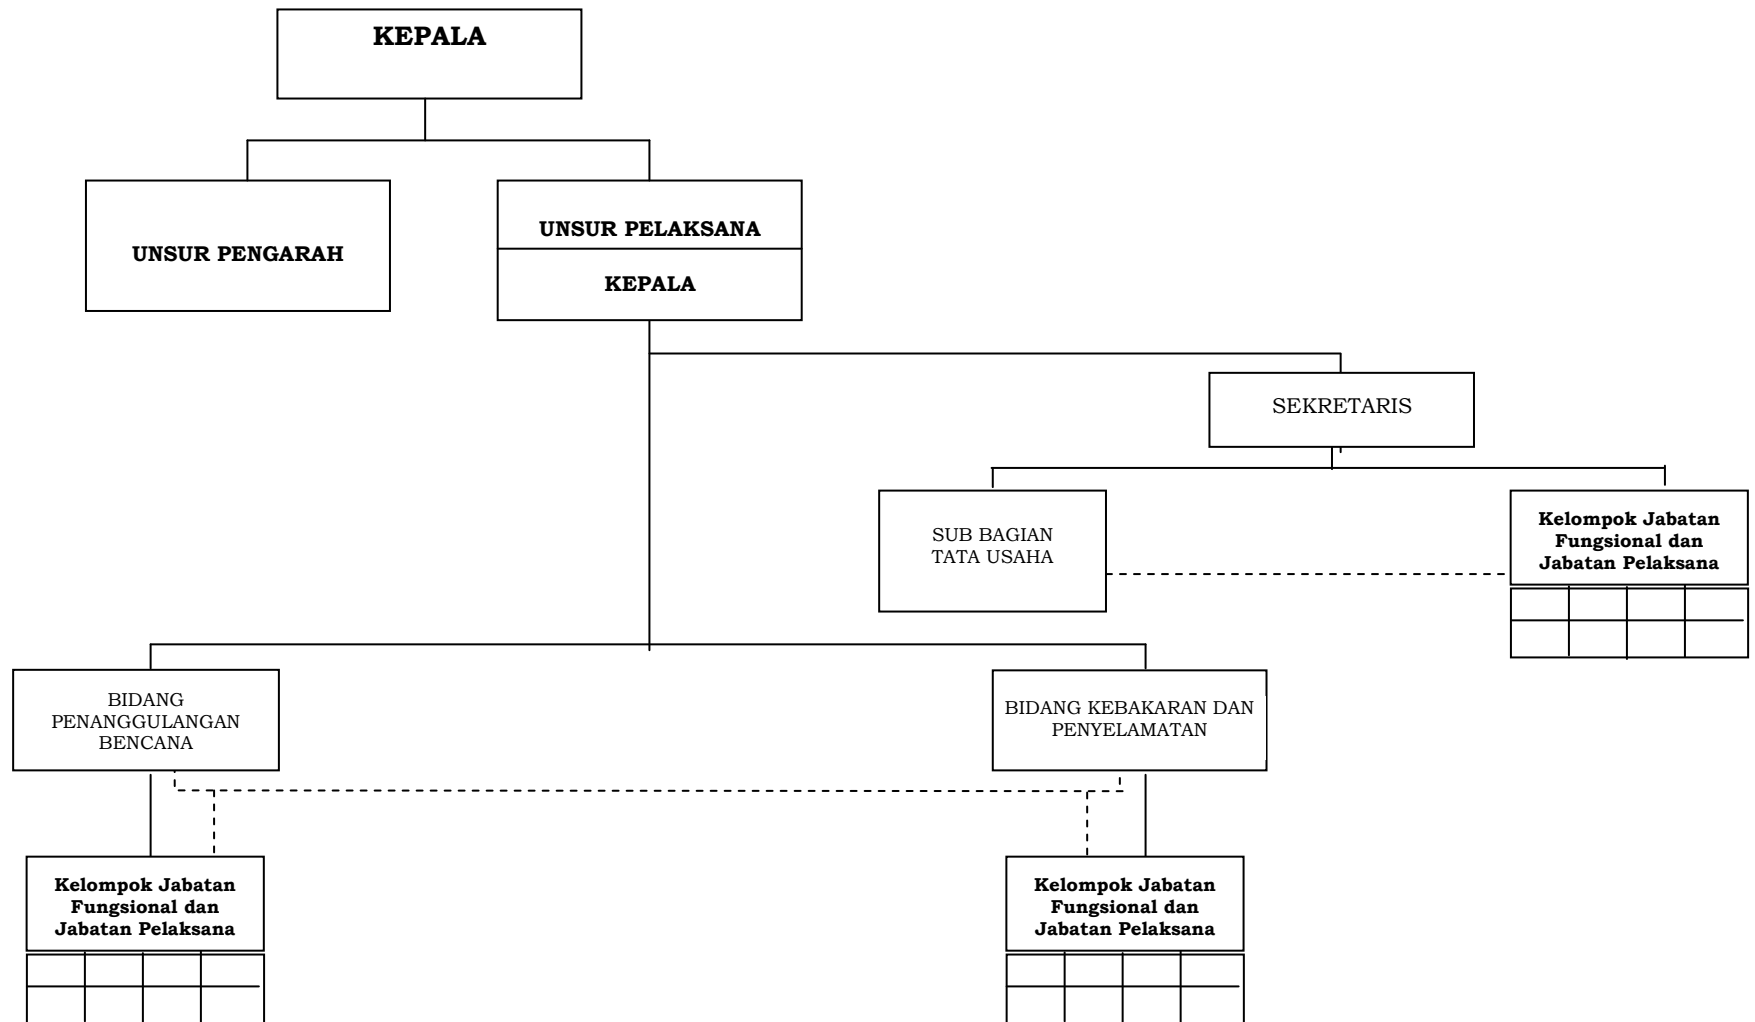 KEPALA
UNSUR PENGARAH
UNSUR PELAKSANA
KEPALA
SEKRETARIS
SUB BAGIAN
TATA USAHA
Kelompok Jabatan
Fungsional dan
Jabatan Pelaksana
BIDANG
PENANGGULANGAN
BENCANA
BIDANG KEBAKARAN DAN
PENYELAMATAN
Kelompok Jabatan
Fungsional dan
Jabatan Pelaksana
Kelompok Jabatan
Fungsional dan
Jabatan Pelaksana